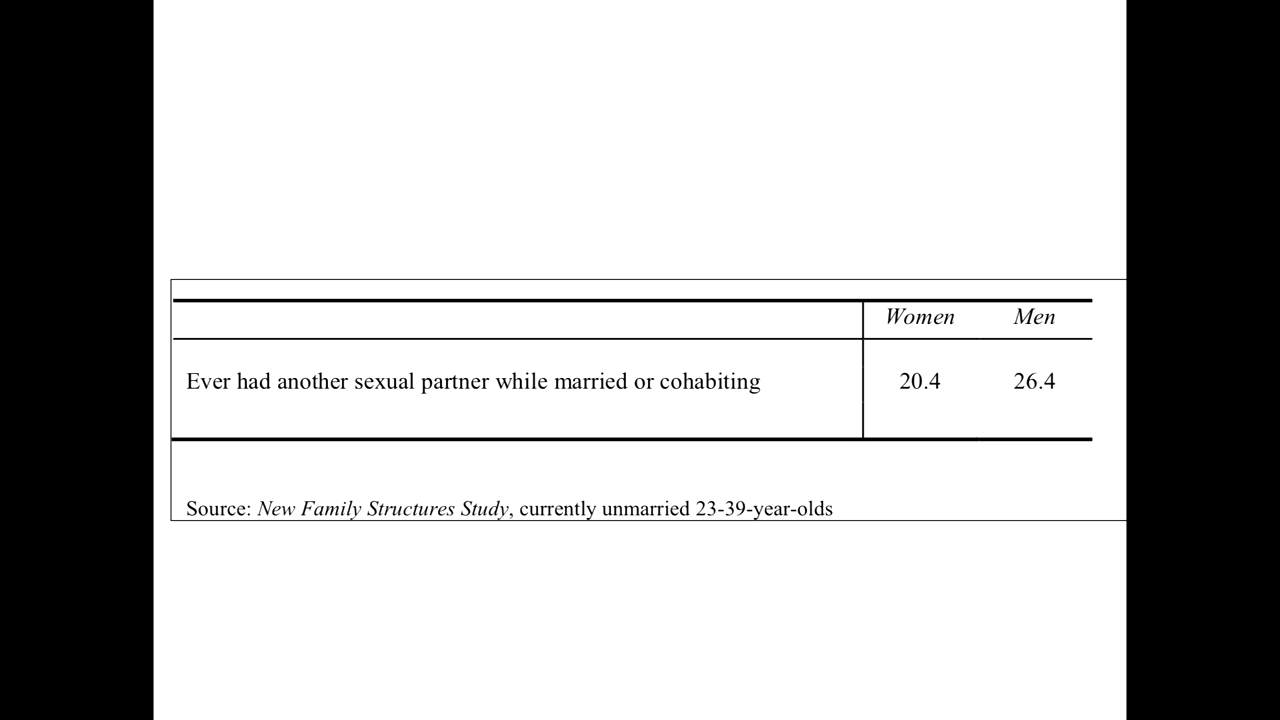 Women Men
Ever had another sexual partner while married or cohabiting 20.4 26.4
Source: New Family Structures Study, currently unmarried 23-39-year-olds